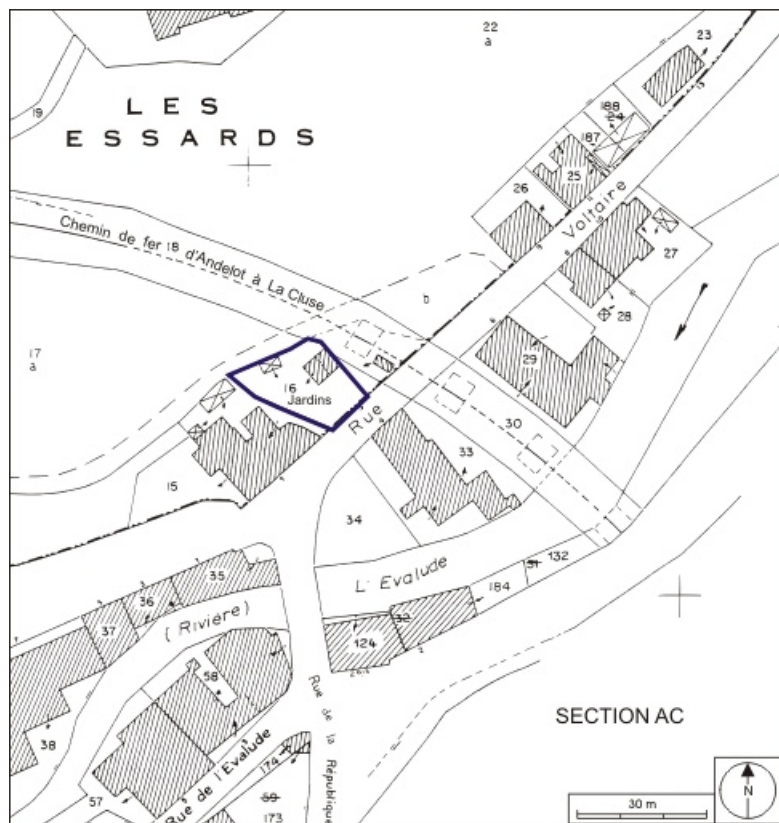 22
a
23
LES
ESSARDS
19
188
24
187
25
26
Voltaire
27
Chemin de fer 18 d'Andelot à La Cluse
b
28
17
a
29
16
Jardins
Rue
30
33
15
34
L'Evalude
35
36
37
(Rivière)
31
132
184
32
124
58
Rue de la République
38
SECTION AC
Rue de l'Evalude
174
57
59
173
30 m
N